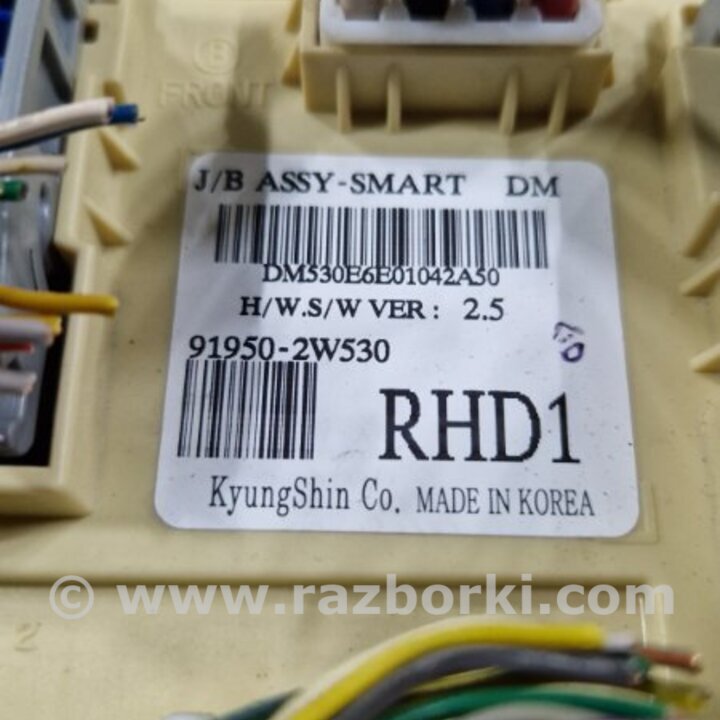 B
FRONT
J/B ASSY-SMART DM
DM530E6E01042A50
H/W.S/W VER : 2.5
91950-2W530
RHD1
KyungShin Co. MADE IN KOREA
© www.razborki.com
2